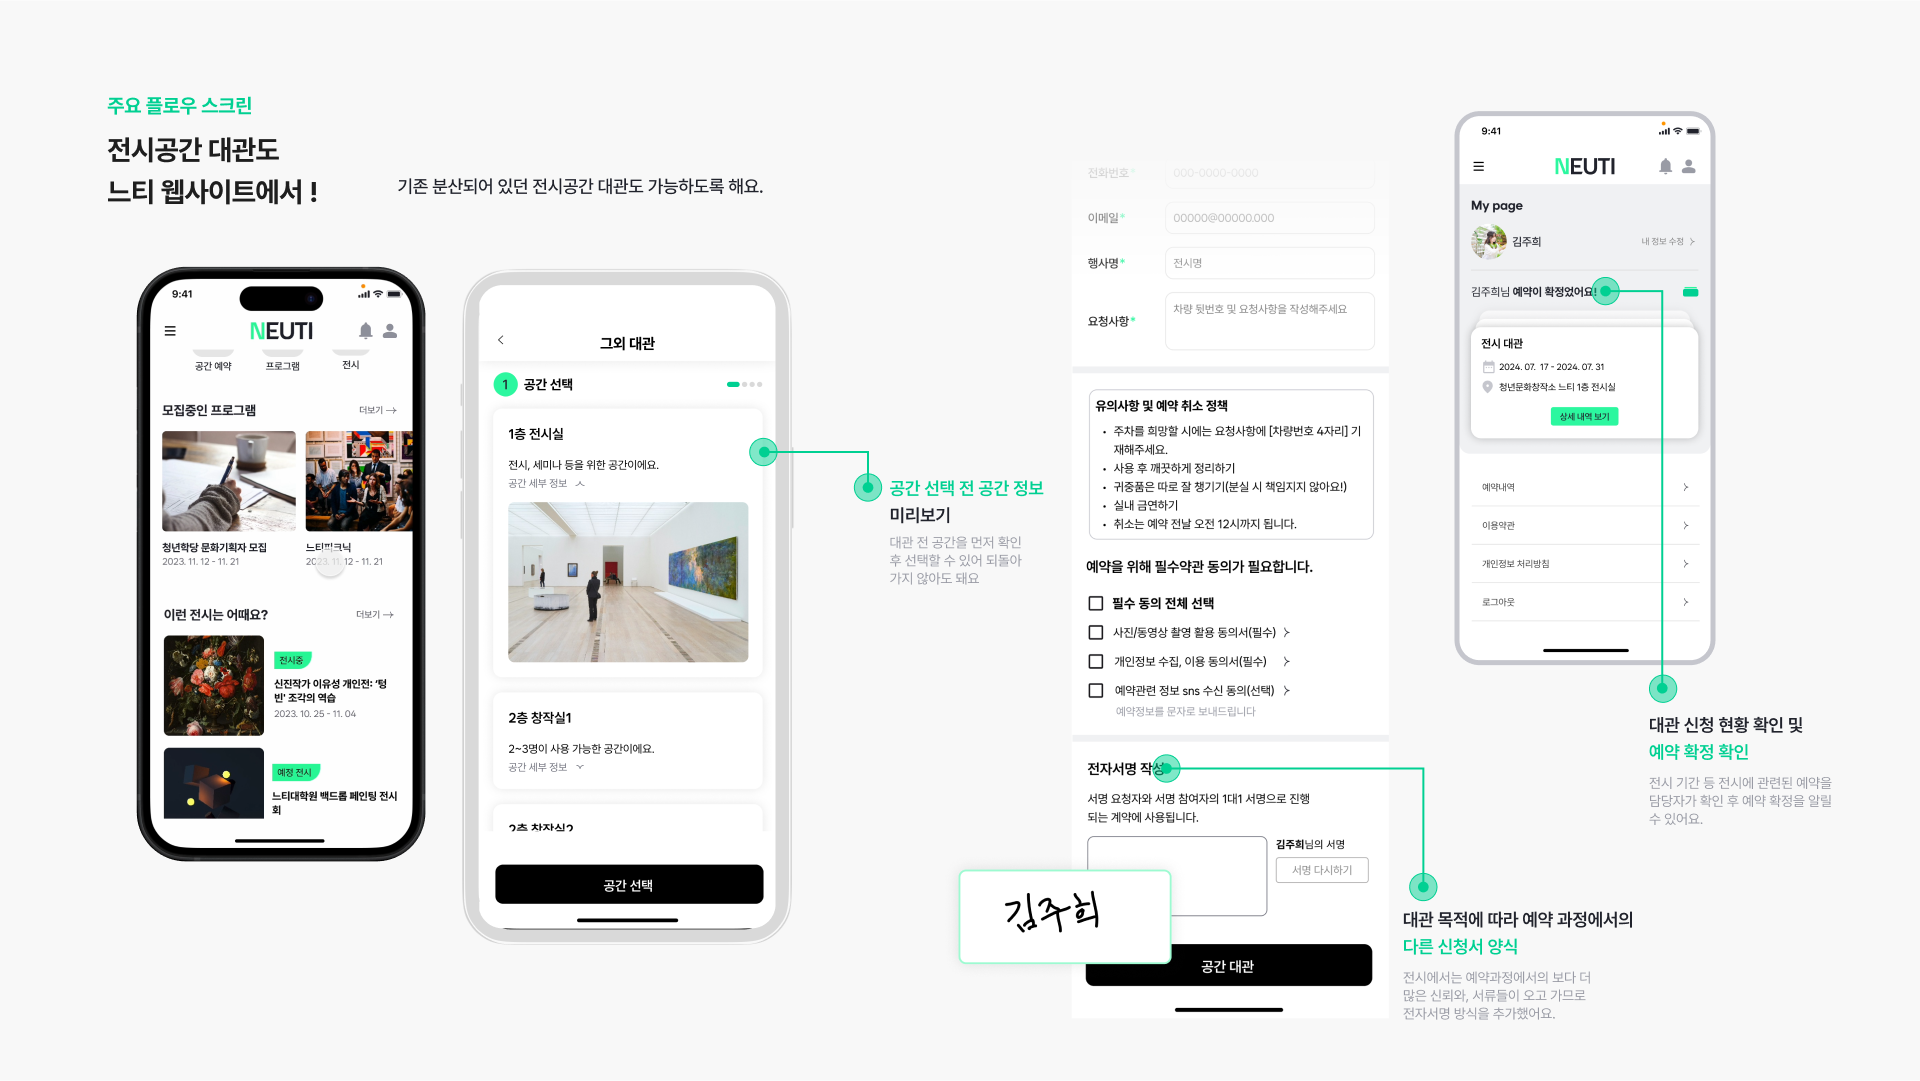 주요 플로우 스크린
전시공간 대관도
느티 웹사이트에서 !
기존 분산되어 있던 전시공간 대관도 가능하도록 해요.
9:41
NEUTI
공간 예약
프로그램
전시
모집중인 프로그램
더보기
청년학당 문화기획자 모집
2023. 11. 12 - 11. 21
느티피크닉
2023. 11. 12 - 11. 21
이런 전시는 어때요?
더보기
전시중
신진작가 이유성 개인전: ‘텅
빈' 조각의 역습
2023. 10. 25 - 11. 04
예정 전시
느티대학원 백드롭 페인팅 전시
회
그외 대관
1 공간 선택
1층 전시실
전시, 세미나 등을 위한 공간이에요.
공간 세부 정보
2층 창작실1
2~3명이 사용 가능한 공간이에요.
공간 세부 정보
2층 창작실2
공간 선택
공간 선택 전 공간 정보
미리보기
대관 전 공간을 먼저 확인
후 선택할 수 있어 되돌아
가지 않아도 돼요
전화번호*
000-0000-0000
이메일*
00000@00000.000
행사명*
전시명
요청사항*
차량 뒷번호 및 요청사항을 작성해주세요
유의사항 및 예약 취소 정책
• 주차를 희망할 시에는 요청사항에 [차량번호 4자리] 기
재해주세요.
• 사용 후 깨끗하게 정리하기
• 귀중품은 따로 잘 챙기기(분실 시 책임지지 않아요!)
• 실내 금연하기
• 취소는 예약 전날 오전 12시까지 됩니다.
예약을 위해 필수약관 동의가 필요합니다.
필수 동의 전체 선택
사진/동영상 촬영 활용 동의서(필수)
개인정보 수집, 이용 동의서(필수)
예약관련 정보 sns 수신 동의(선택)
예약정보를 문자로 보내드립니다
전자서명 작성
서명 요청자와 서명 참여자의 1대1 서명으로 진행
되는 계약에 사용됩니다.
김주희님의 서명
서명 다시하기
김주희
공간 대관
대관 목적에 따라 예약 과정에서의
다른 신청서 양식
전시에서는 예약과정에서의 보다 더
많은 신뢰와, 서류들이 오고 가므로
전자서명 방식을 추가했어요.
9:41
NEUTI
My page
김주희
내 정보 수정
김주희님 예약이 확정었어요!
전시 대관
2024. 07. 17 - 2024. 07. 31
청년문화창작소 느티 1층 전시실
상세 내역 보기
예약내역
이용약관
개인정보 처리방침
로그아웃
대관 신청 현황 확인 및
예약 확정 확인
전시 기간 등 전시에 관련된 예약을
담당자가 확인 후 예약 확정을 알릴
수 있어요.